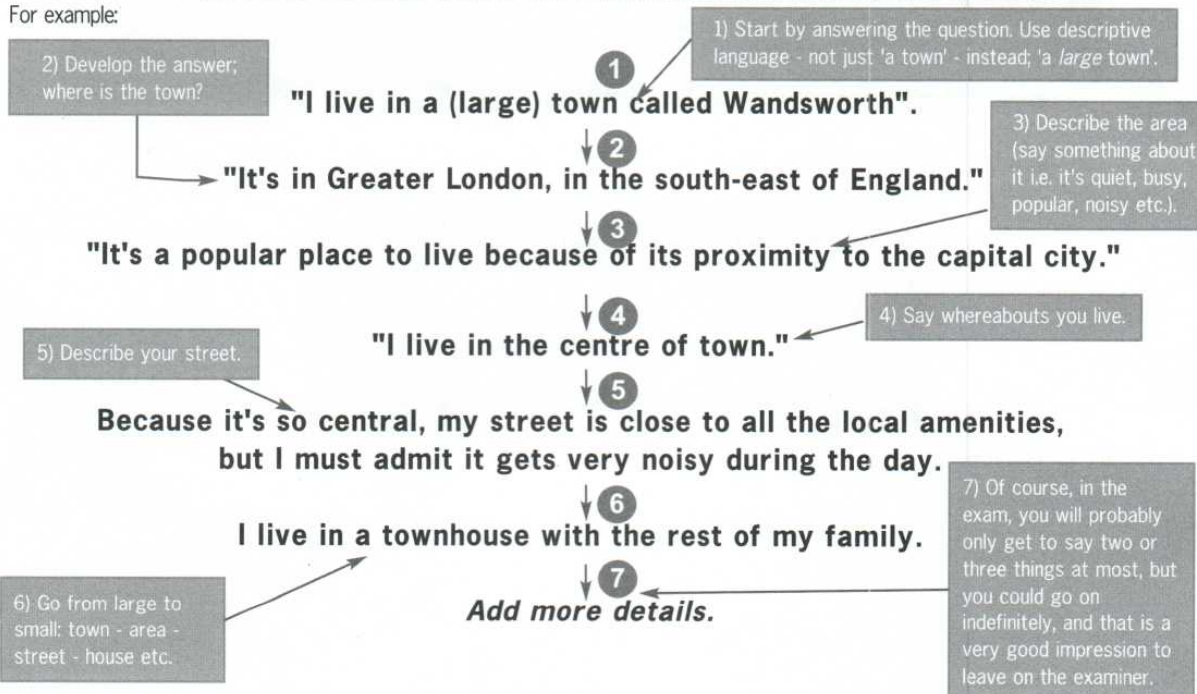 For example:
1) Start by answering the question. Use descriptive
language - not just 'a town' - instead; 'a large town'.
2) Develop the answer;
where is the town?
1
"I live in a (large) town called Wandsworth".
2
"It's in Greater London, in the south-east of England."
3) Describe the area
(say something about
it i.e. it's quiet, busy,
popular, noisy etc.).
3
"It's a popular place to live because of its proximity to the capital city."
4
4) Say whereabouts you live.
"I live in the centre of town."
5) Describe your street.
5
Because it's so central, my street is close to all the local amenities,
but I must admit it gets very noisy during the day.
6
I live in a townhouse with the rest of my family.
6) Go from large to
small: town - area -
street - house etc.
7
Add more details.
7) Of course, in the
exam, you will probably
only get to say two or
three things at most, but
you could go on
indefinitely, and that is a
very good impression to
leave on the examiner.